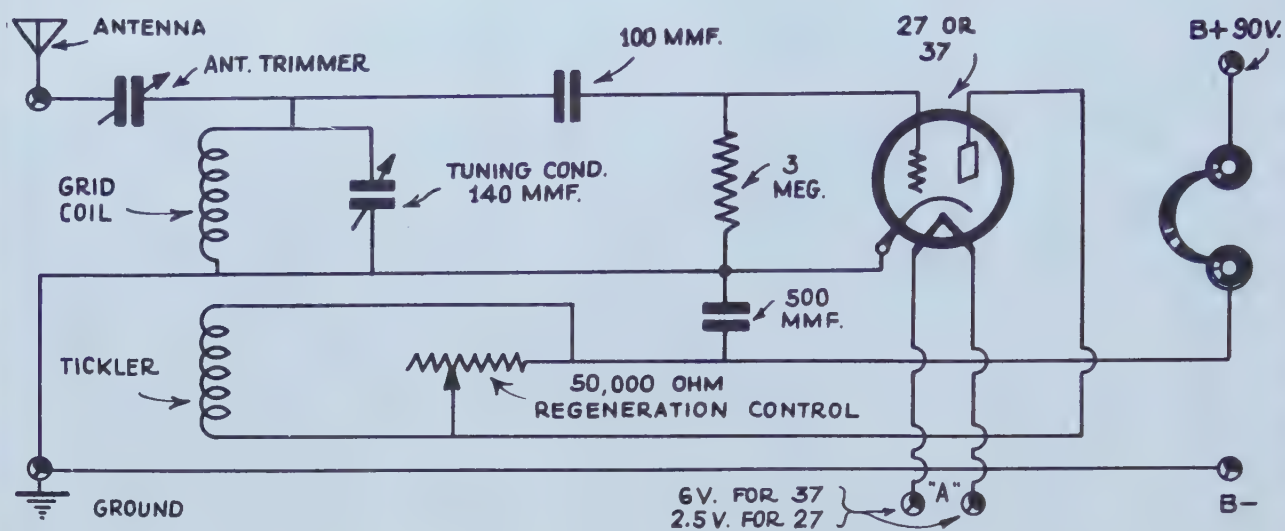 ANTENNA
ANT. TRIMMER
100 MMF.
27 OR
37
B+90V.
GRID
COIL
TUNING COND.
140 MMF.
3
MEG.
500
MMF.
TICKLER
50,000 OHM
REGENERATION CONTROL
GROUND
6V. FOR 37
2.5V. FOR 27
"A"
B-